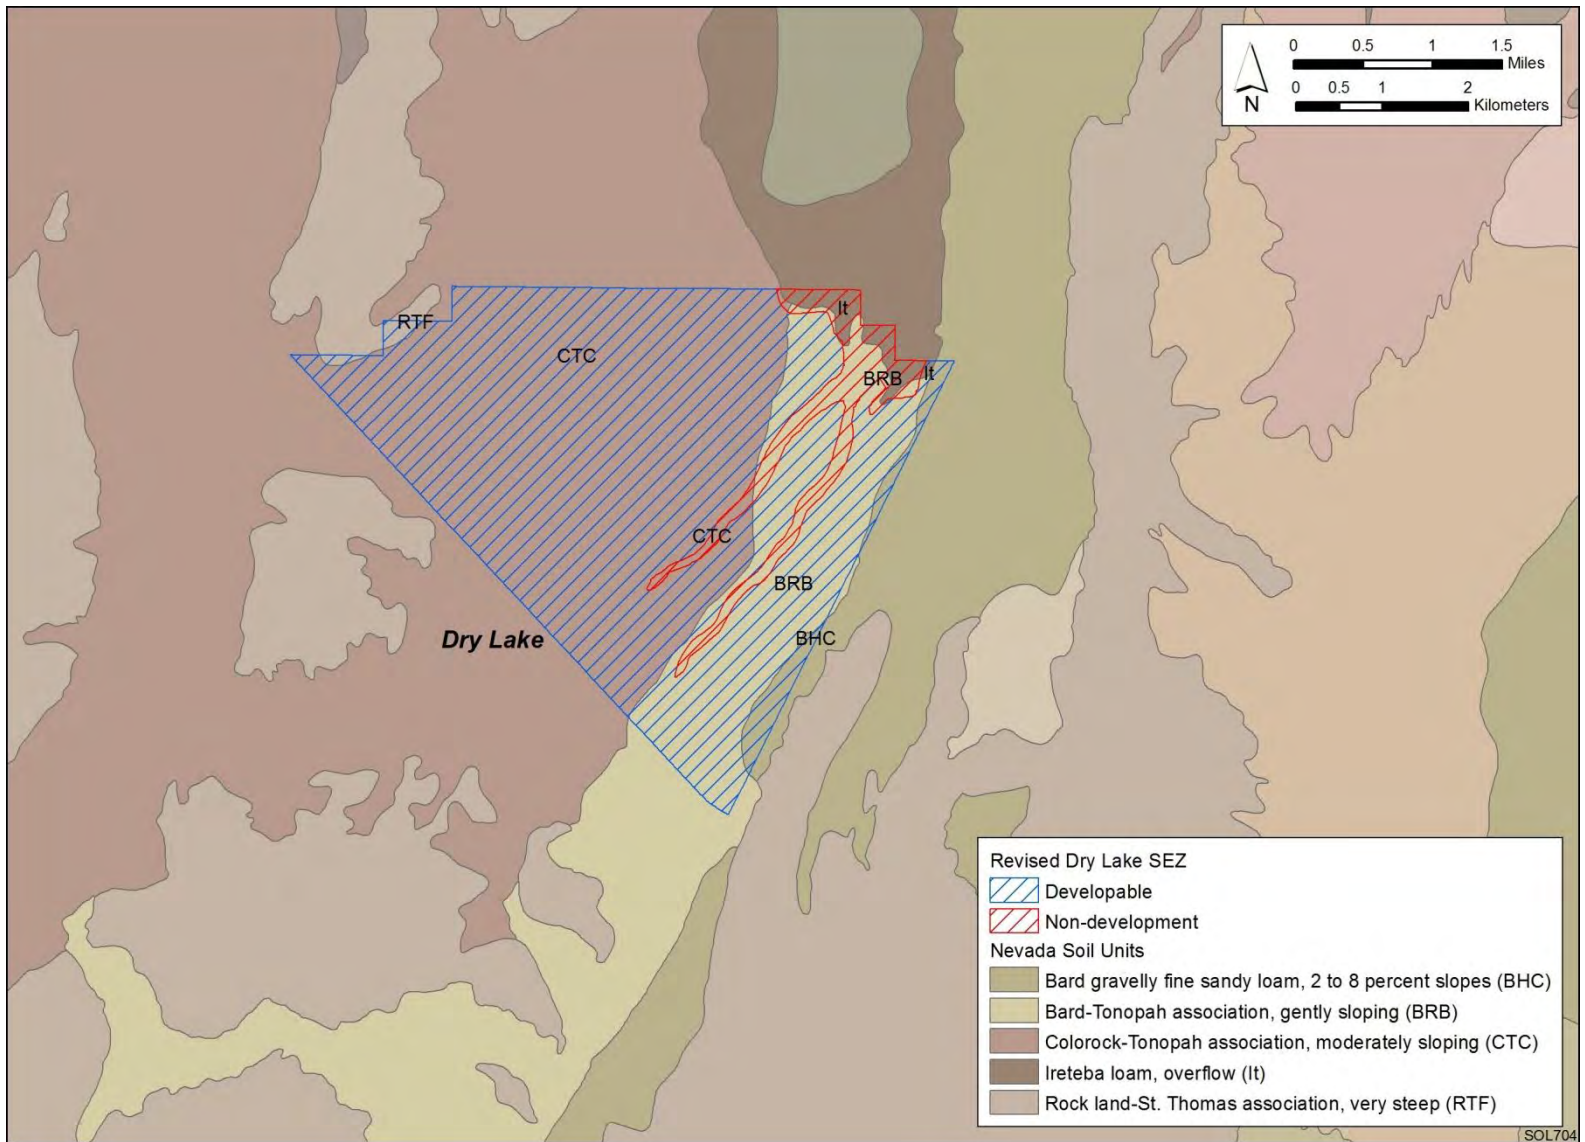 0 0.5 1 1.5
Miles
0 0.5 1 2
Kilometers
N
RTF
It
CTC
BRB
It
CTC
BRB
BHC
Dry Lake
Revised Dry Lake SEZ
Developable
Non-development
Nevada Soil Units
Bard gravelly fine sandy loam, 2 to 8 percent slopes (BHC)
Bard-Tonopah association, gently sloping (BRB)
Colorock-Tonopah association, moderately sloping (CTC)
Ireteba loam, overflow (It)
Rock land-St. Thomas association, very steep (RTF)
SOL704